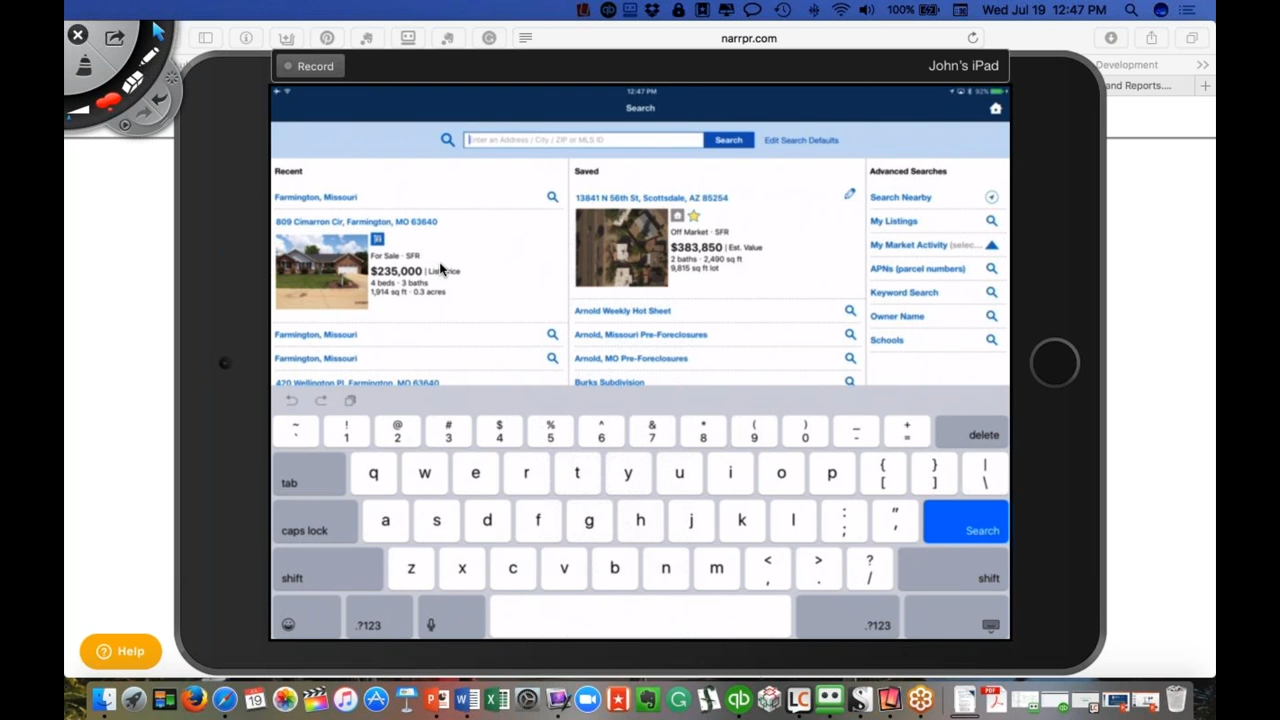 100%
Wed Jul 19 12:47 PM
narrpr.com
Development
and Reports....
Record
John's iPad
12:47 PM
92%
Search
Enter an Address / City / ZIP or MLS ID
Search
Edit Search Defaults
Recent
Farmington, Missouri
809 Cimarron Cir, Farmington, MO 63640
For Sale · SFR
$235,000 | List Price
4 beds · 3 baths
1,914 sq ft · 0.3 acres
Farmington, Missouri
Farmington, Missouri
420 Wellington Pl, Farmington, MO 63640
Saved
13841 N 56th St, Scottsdale, AZ 85254
Off Market · SFR
$383,850 | Est. Value
2 baths · 2,490 sq ft
9,815 sq ft lot
Arnold Weekly Hot Sheet
Arnold, Missouri Pre-Foreclosures
Arnold, MO Pre-Foreclosures
Burks Subdivision
Advanced Searches
Search Nearby
My Listings
My Market Activity (selec...
APNs (parcel numbers)
Keyword Search
Owner Name
Schools
~ ! @ # $ % ^ & * ( ) _ +
` 1 2 3 4 5 6 7 8 9 0 - = delete
tab q w e r t y u i o p { [ } ] | \
caps lock a s d f g h j k l : ; " ' Search
shift z x c v b n m < , > . ? / shift
.?123 .?123
Help